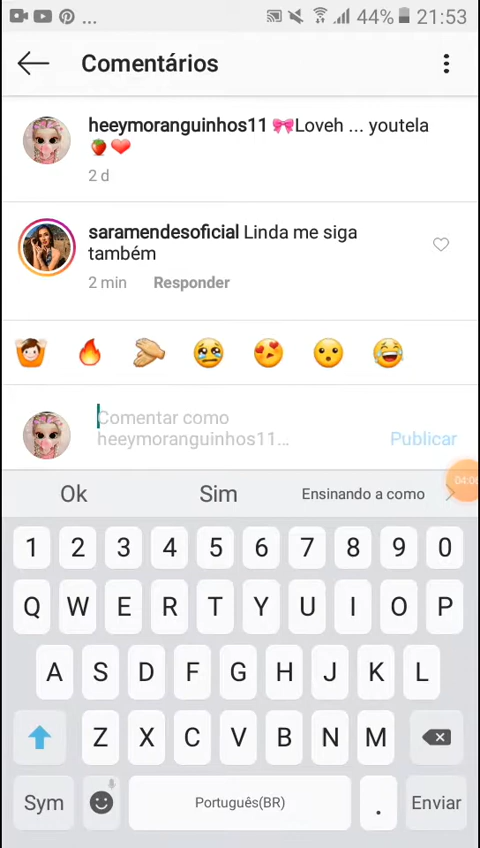 ... 44% 21:53
Comentários
heeymoranguinhos11 🎀Loveh ... youtela
🍓❤️
2 d
saramendesoficial Linda me siga
também
2 min Responder
Comentar como
heeymoranguinhos11...
Publicar
Ok Sim Ensinando a como
1 2 3 4 5 6 7 8 9 0
Q W E R T Y U I O P
A S D F G H J K L
Z X C V B N M
Sym Português(BR) . Enviar